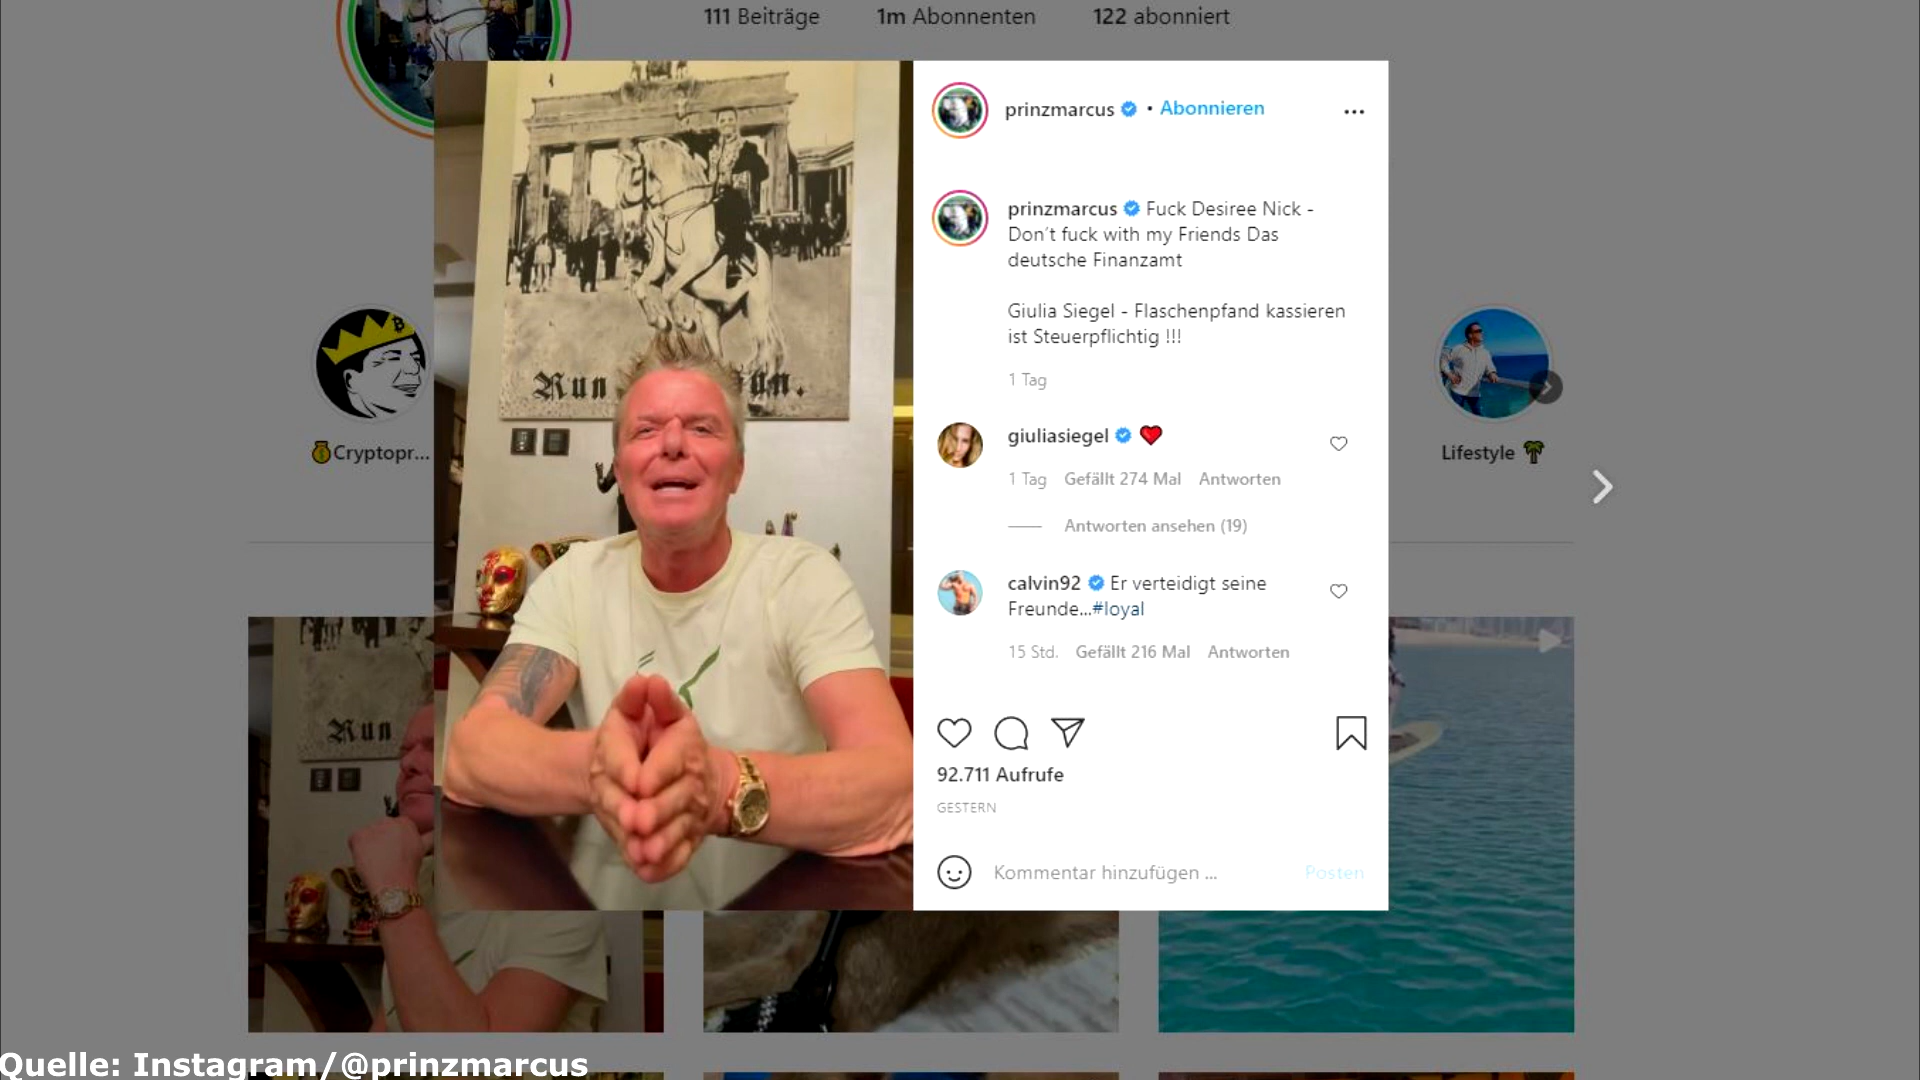 111 Beiträge 1m Abonnenten 122 abonniert
Run
un.
prinzmarcus • Abonnieren
prinzmarcus Fuck Desiree Nick -
Don´t fuck with my Friends Das
deutsche Finanzamt
Giulia Siegel - Flaschenpfand kassieren
ist Steuerpflichtig !!!
1 Tag
giuliasiegel ❤️
1 Tag Gefällt 274 Mal Antworten
Antworten ansehen (19)
calvin92 Er verteidigt seine
Freunde...#loyal
15 Std. Gefällt 216 Mal Antworten
92.711 Aufrufe
GESTERN
Kommentar hinzufügen ... Posten
💰Cryptopr...
Lifestyle 🌴
Run
Quelle: Instagram/@prinzmarcus